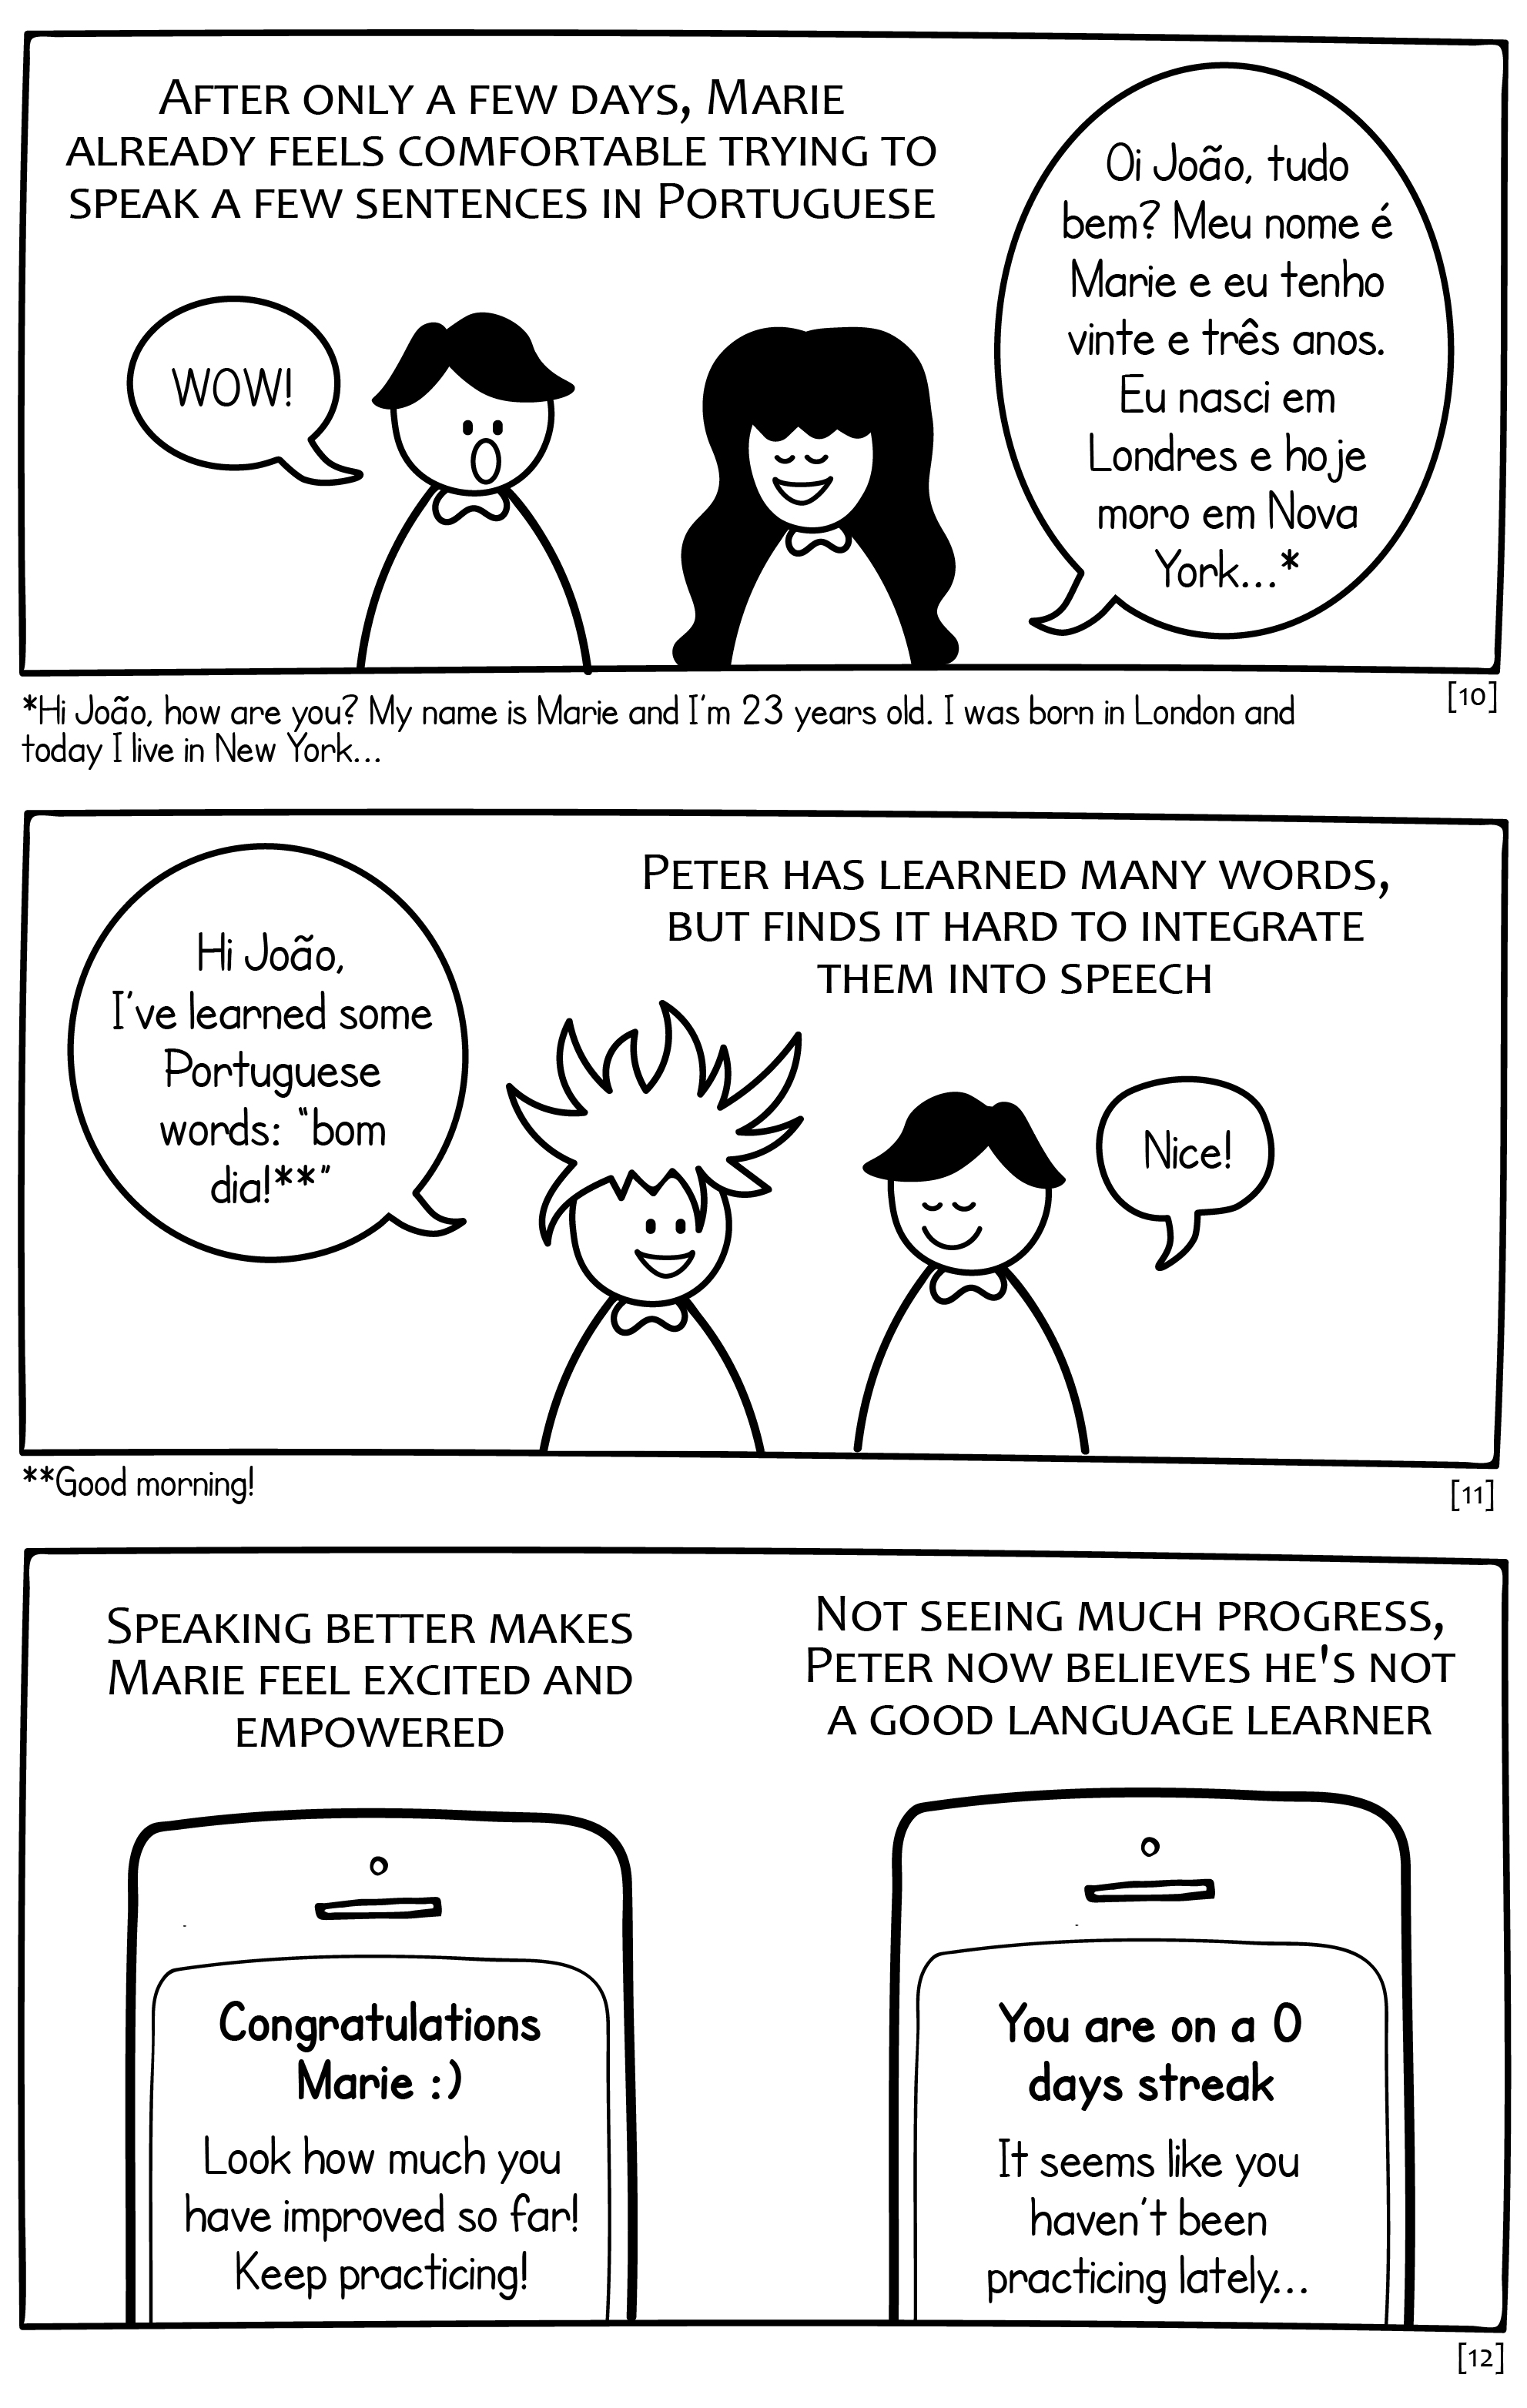 After only a few days, Marie
already feels comfortable trying to
speak a few sentences in Portuguese
WOW!
Oi João, tudo
bem? Meu nome é
Marie e eu tenho
vinte e três anos.
Eu nasci em
Londres e hoje
moro em Nova
York...*
*Hi João, how are you? My name is Marie and I'm 23 years old. I was born in London and
today I live in New York...
[10]
Hi João,
I've learned some
Portuguese
words: "bom
dia!**"
Peter has learned many words,
but finds it hard to integrate
them into speech
Nice!
**Good morning!
[11]
Speaking better makes
Marie feel excited and
empowered
Not seeing much progress,
Peter now believes he's not
a good language learner
Congratulations
Marie :)
Look how much you
have improved so far!
Keep practicing!
You are on a 0
days streak
It seems like you
haven't been
practicing lately...
[12]